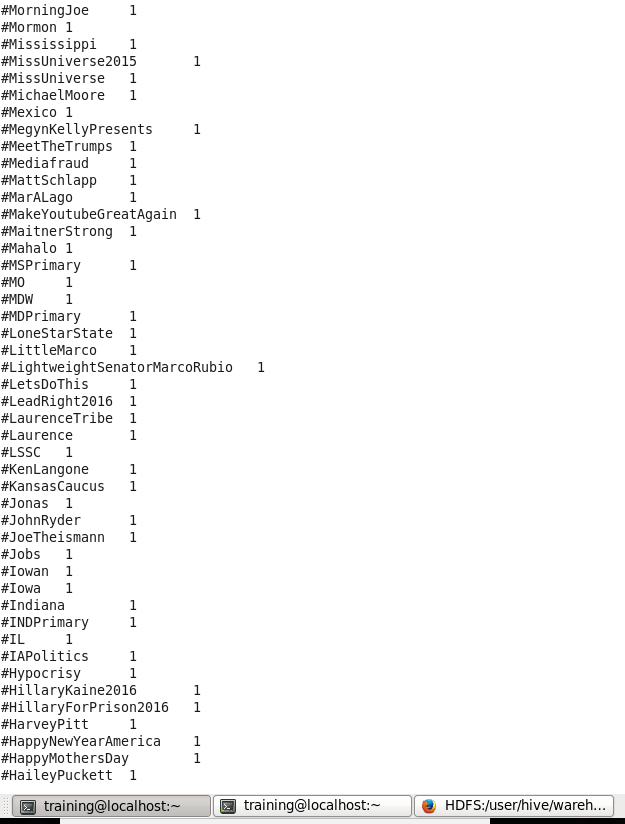 #MorningJoe 1
#Mormon 1
#Mississippi 1
#MissUniverse2015 1
#MissUniverse 1
#MichaelMoore 1
#Mexico 1
#MegynKellyPresents 1
#MeetTheTrumps 1
#Mediafraud 1
#MattSchlapp 1
#MarALago 1
#MakeYoutubeGreatAgain 1
#MaitnerStrong 1
#Mahalo 1
#MSPrimary 1
#MO 1
#MDW 1
#MDPrimary 1
#LoneStarState 1
#LittleMarco 1
#LightweightSenatorMarcoRubio 1
#LetsDoThis 1
#LeadRight2016 1
#LaurenceTribe 1
#Laurence 1
#LSSC 1
#KenLangone 1
#KansasCaucus 1
#Jonas 1
#JohnRyder 1
#JoeTheismann 1
#Jobs 1
#Iowan 1
#Iowa 1
#Indiana 1
#INDPrimary 1
#IL 1
#IAPolitics 1
#Hypocrisy 1
#HillaryKaine2016 1
#HillaryForPrison2016 1
#HarveyPitt 1
#HappyNewYearAmerica 1
#HappyMothersDay 1
#HaileyPuckett 1
training@localhost:~ training@localhost:~ HDFS:/user/hive/wareh...